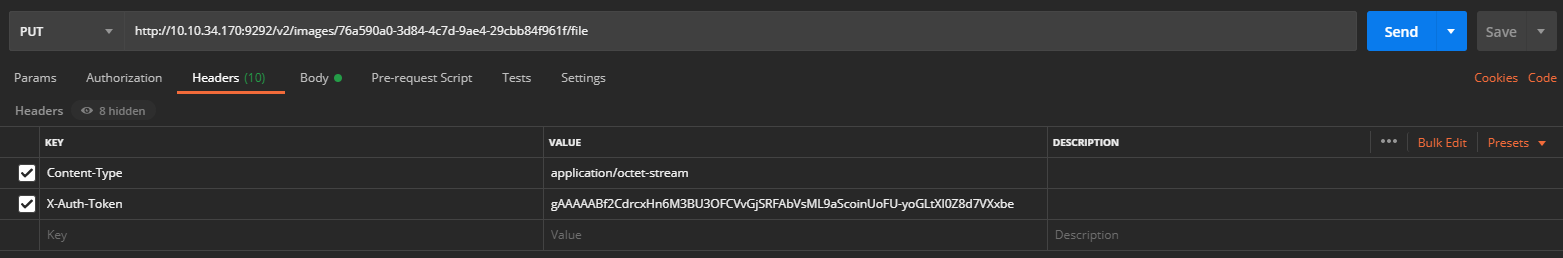 PUT http://10.10.34.170:9292/v2/images/76a590a0-3d84-4c7d-9ae4-29cbb84f961f/file Send Save
Params Authorization Headers (10) Body Pre-request Script Tests Settings Cookies Code
Headers 8 hidden
KEY VALUE DESCRIPTION ••• Bulk Edit Presets
Content-Type application/octet-stream
X-Auth-Token gAAAAABf2CdrcxHn6M3BU3OFCVvGjSRFAbVsML9aScoinUoFU-yoGLtXI0Z8d7VXxbe
Key Value Description